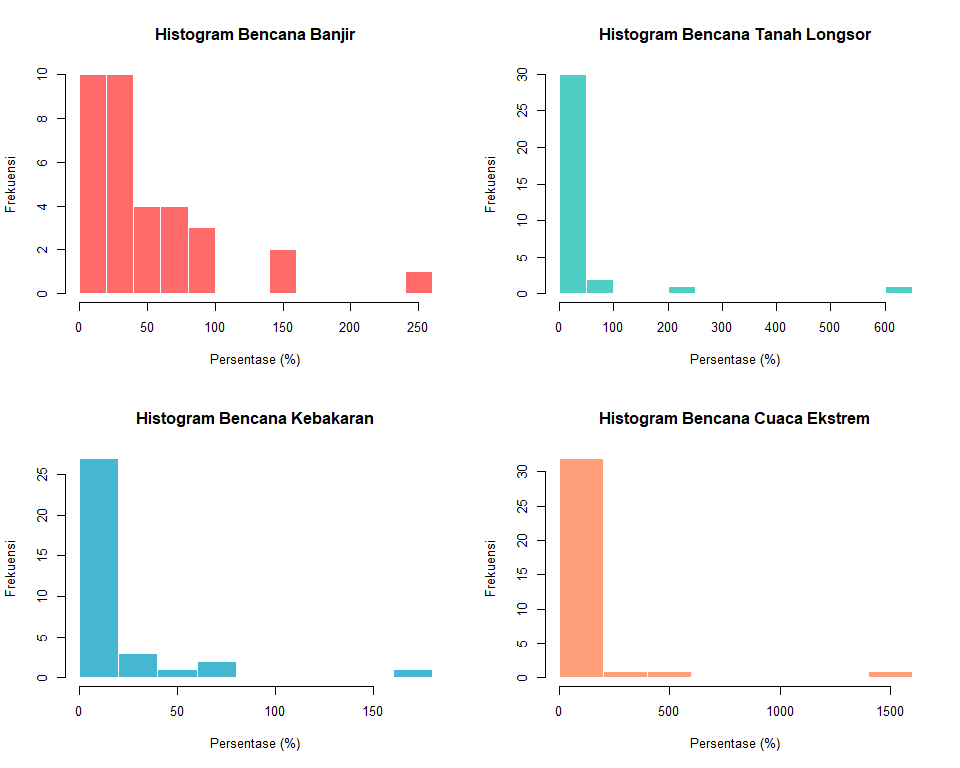 Histogram Bencana Banjir
Frekuensi
0 2 4 6 8 10
0 50 100 150 200 250
Persentase (%)
Histogram Bencana Tanah Longsor
Frekuensi
0 5 10 15 20 25 30
0 100 200 300 400 500 600
Persentase (%)
Histogram Bencana Kebakaran
Frekuensi
0 5 10 15 20 25
0 50 100 150
Persentase (%)
Histogram Bencana Cuaca Ekstrem
Frekuensi
0 5 10 15 20 25 30
0 500 1000 1500
Persentase (%)